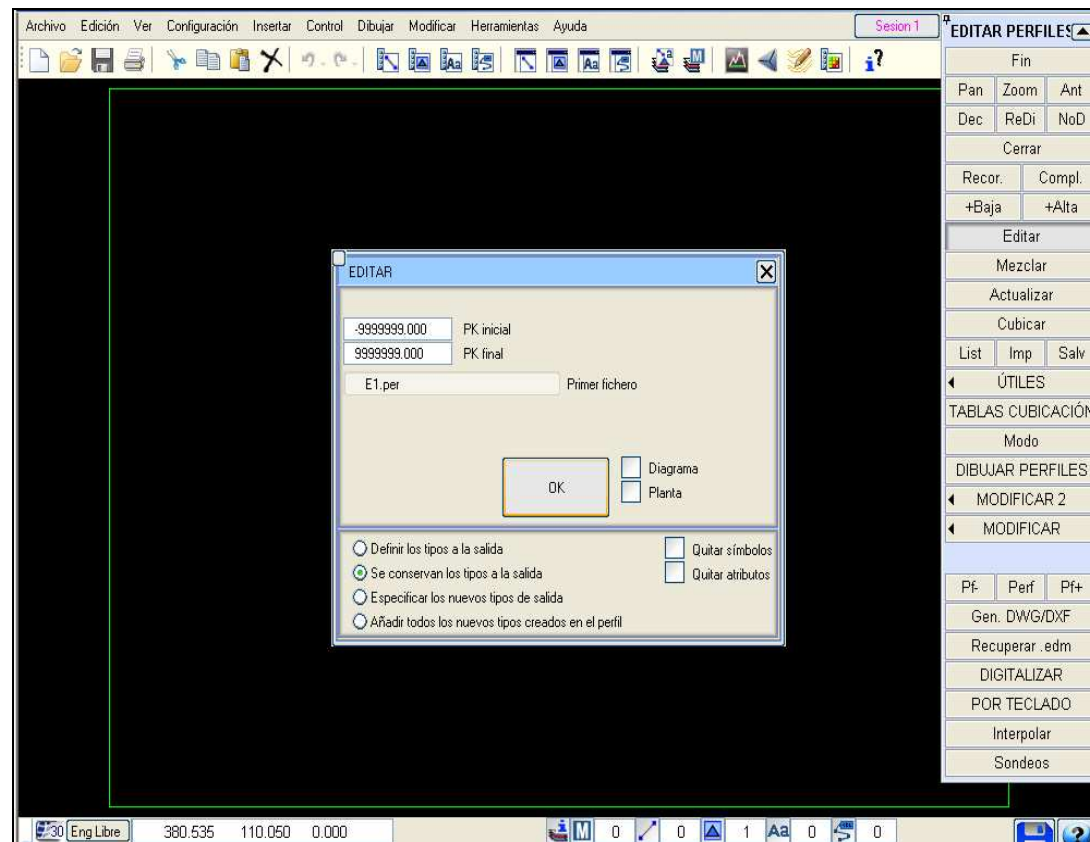 Archivo Edición Ver Configuración Insertar Control Dibujar Modificar Herramientas Ayuda
Sesion 1
EDITAR PERFILES
Fin
Pan Zoom Ant
Dec ReDi NoD
Cerrar
Recor. Compl.
+Baja +Alta
Editar
Mezclar
Actualizar
Cubicar
List Imp Salv
ÚTILES
TABLAS CUBICACIÓN
Modo
DIBUJAR PERFILES
MODIFICAR 2
MODIFICAR
Pf- Perf Pf+
Gen. DWG/DXF
Recuperar .edm
DIGITALIZAR
POR TECLADO
Interpolar
Sondeos
EDITAR
-9999999.000 PK inicial
9999999.000 PK final
E1.per Primer fichero
OK
Diagrama
Planta
Definir los tipos a la salida
Se conservan los tipos a la salida
Especificar los nuevos tipos de salida
Añadir todos los nuevos tipos creados en el perfil
Quitar símbolos
Quitar atributos
30 Eng Libre 380.535 110.050 0.000 M 0 0 1 Aa 0 0